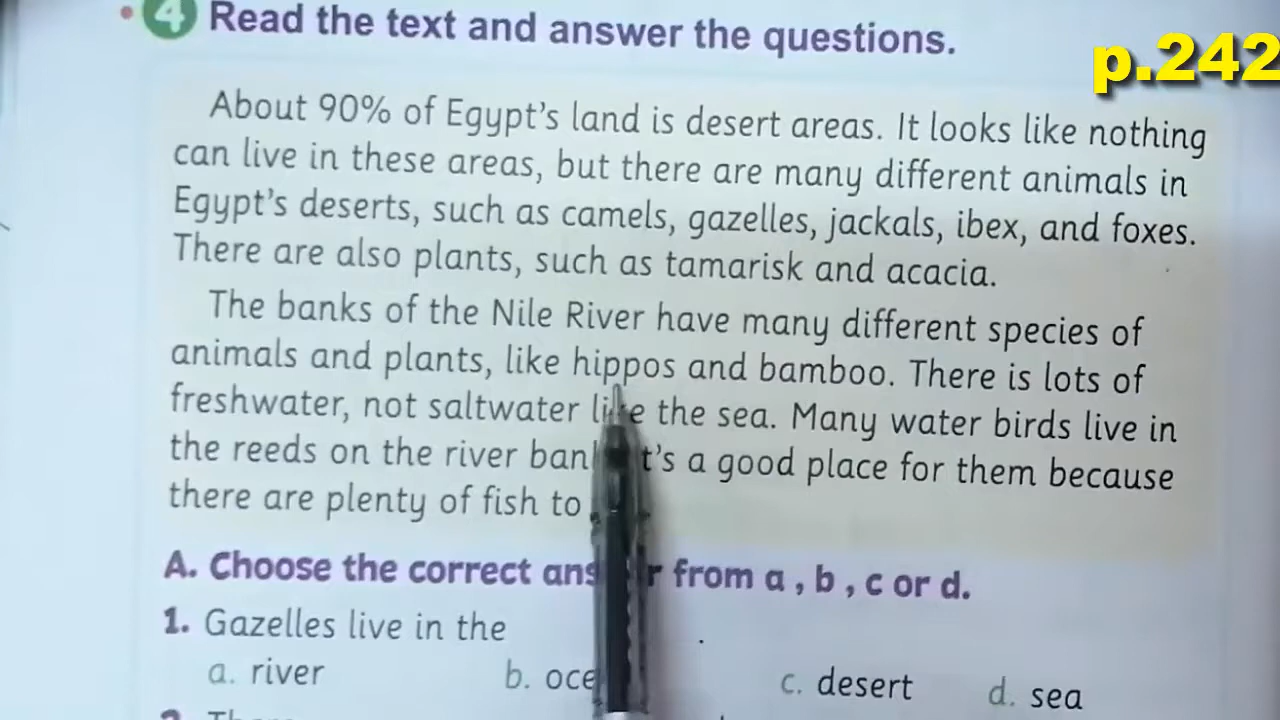 4 Read the text and answer the questions.
p.242
About 90% of Egypt's land is desert areas. It looks like nothing
can live in these areas, but there are many different animals in
Egypt's deserts, such as camels, gazelles, jackals, ibex, and foxes.
There are also plants, such as tamarisk and acacia.
The banks of the Nile River have many different species of
animals and plants, like hippos and bamboo. There is lots of
freshwater, not saltwater like the sea. Many water birds live in
the reeds on the river It's a good place for them because
there are plenty of fish to
A. Choose the correct from a , b , c or d.
1. Gazelles live in the
a. river b. c. desert d. sea